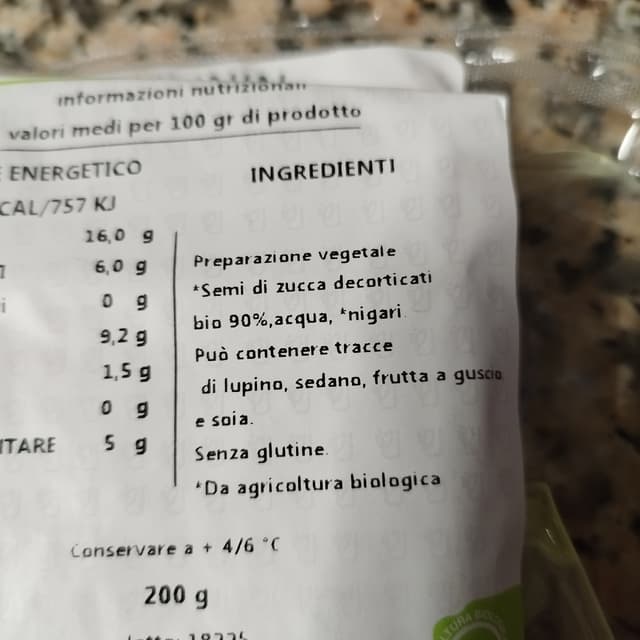 informazioni nutrizionali
valori medi per 100 gr di prodotto
ENERGETICO
INGREDIENTI
CAL/757 KJ
16,0 g
6,0 g
0 g
9,2 g
1,5 g
0 g
ITARE 5 g
Preparazione vegetale
*Semi di zucca decorticati
bio 90%,acqua, *nigari.
Può contenere tracce
di lupino, sedano, frutta a guscio
e soia.
Senza glutine.
*Da agricoltura biologica
Conservare a + 4/6 °C
200 g